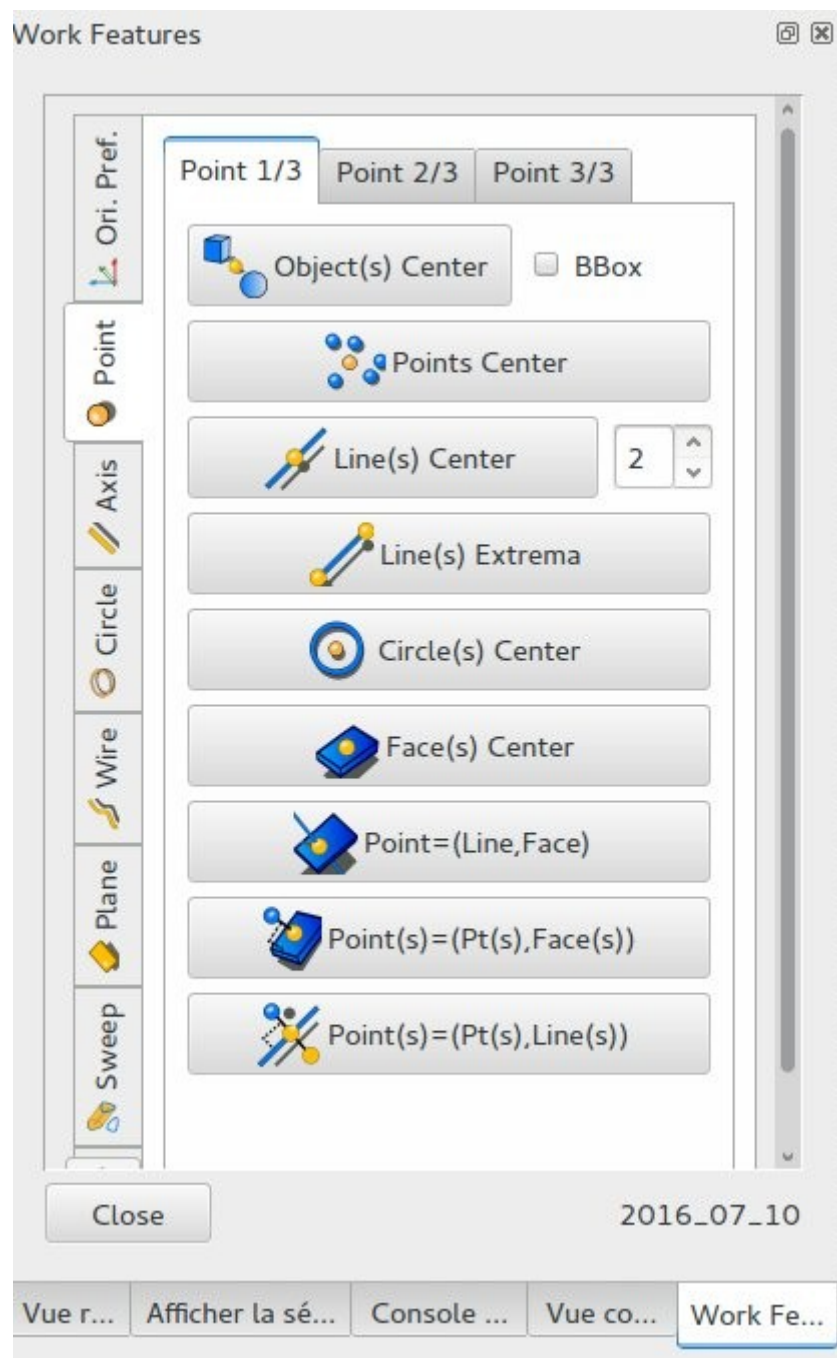 Work Features
Ori. Pref.
Point
Axis
Circle
Wire
Plane
Sweep
Point 1/3 Point 2/3 Point 3/3
Object(s) Center BBox
Points Center
Line(s) Center 2
Line(s) Extrema
Circle(s) Center
Face(s) Center
Point=(Line,Face)
Point(s)=(Pt(s),Face(s))
Point(s)=(Pt(s),Line(s))
Close 2016_07_10
Vue r... Afficher la sé... Console ... Vue co... Work Fe...